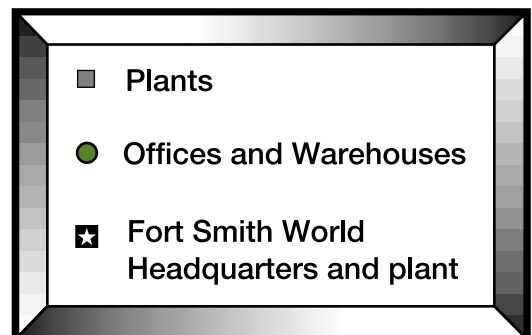 Plants
Offices and Warehouses
Fort Smith World
Headquarters and plant